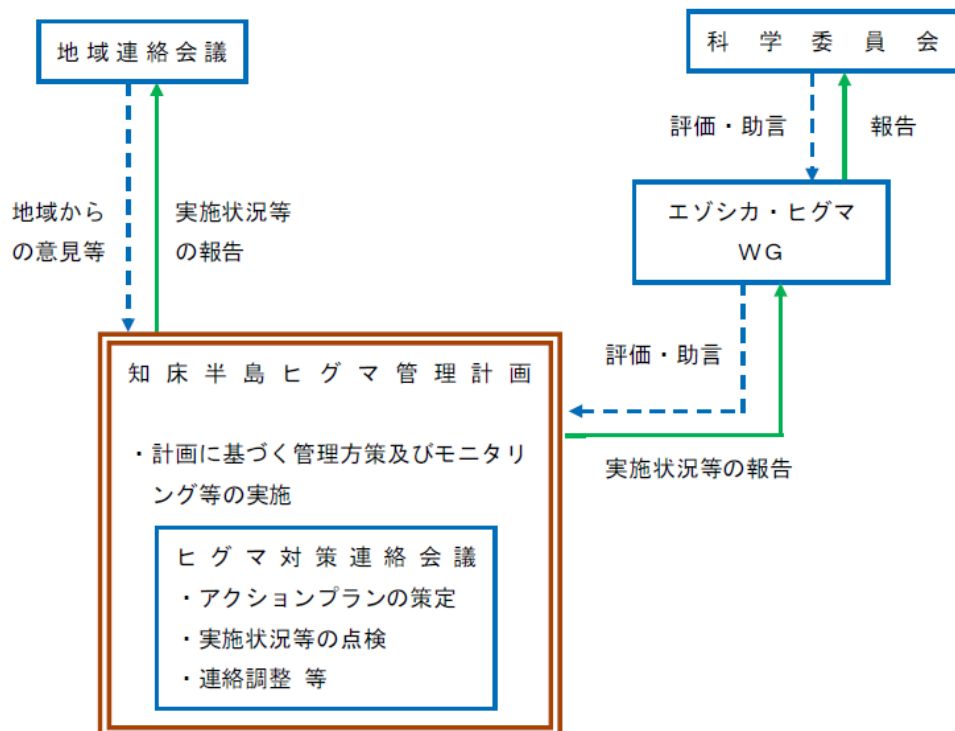 地域連絡会議
科学委員会
評価・助言
報告
地域から
の意見等
実施状況等
の報告
エゾシカ・ヒグマ
WG
評価・助言
実施状況等の報告
知床半島ヒグマ管理計画
・計画に基づく管理方策及びモニタリ
ング等の実施
ヒグマ対策連絡会議
・アクションプランの策定
・実施状況等の点検
・連絡調整 等